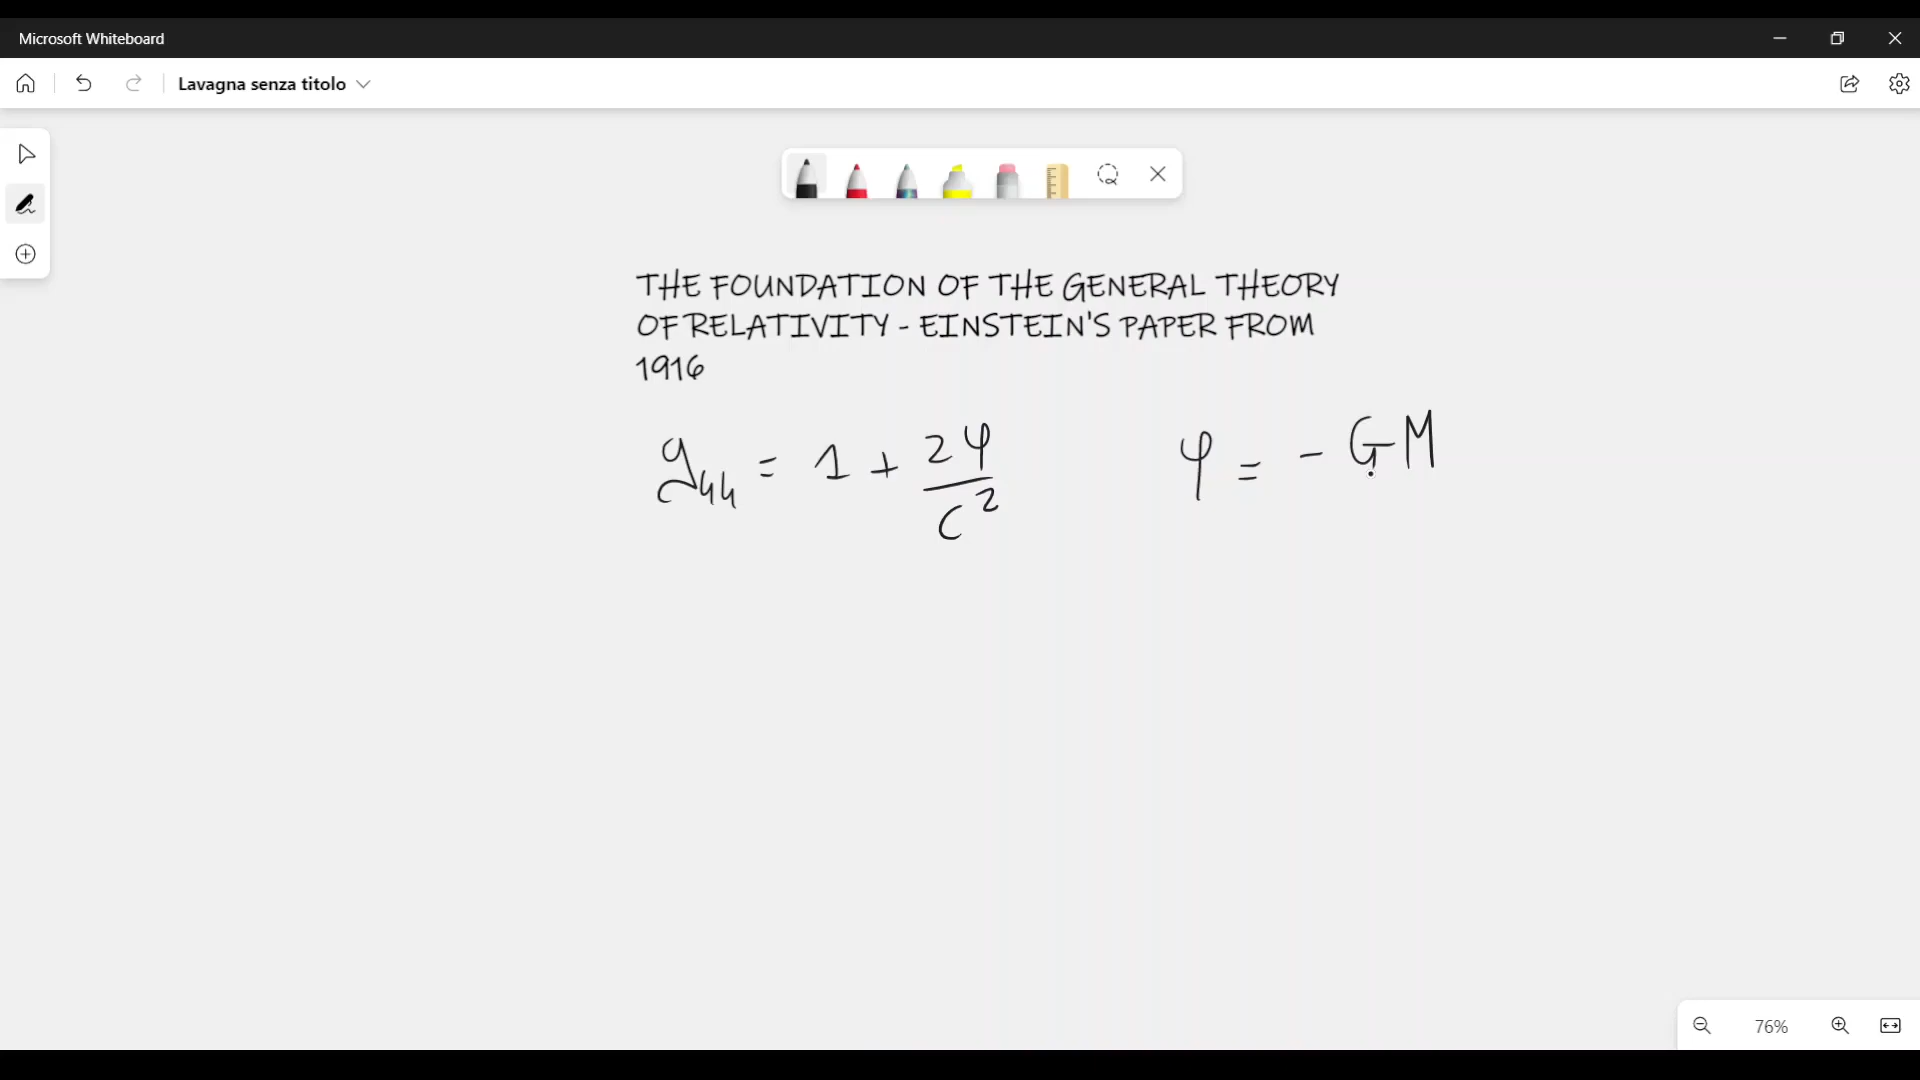 Microsoft Whiteboard
Lavagna senza titolo
THE FOUNDATION OF THE GENERAL THEORY
OF RELATIVITY - EINSTEIN'S PAPER FROM
1916
g₄₄ = 1 + 2φ/c² φ = - GM
76%